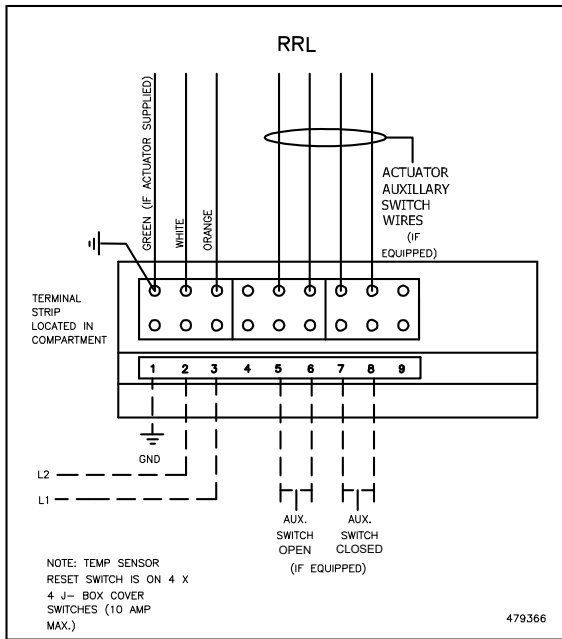 RRL
GREEN (IF ACTUATOR SUPPLIED)
WHITE
ORANGE
ACTUATOR
AUXILLARY
SWITCH
WIRES
(IF
EQUIPPED)
TERMINAL
STRIP
LOCATED IN
COMPARTMENT
1 2 3 4 5 6 7 8 9
GND
L2
L1
AUX.
SWITCH
OPEN
AUX.
SWITCH
CLOSED
(IF EQUIPPED)
NOTE: TEMP SENSOR
RESET SWITCH IS ON 4 X
4 J- BOX COVER
SWITCHES (10 AMP
MAX.)
479366